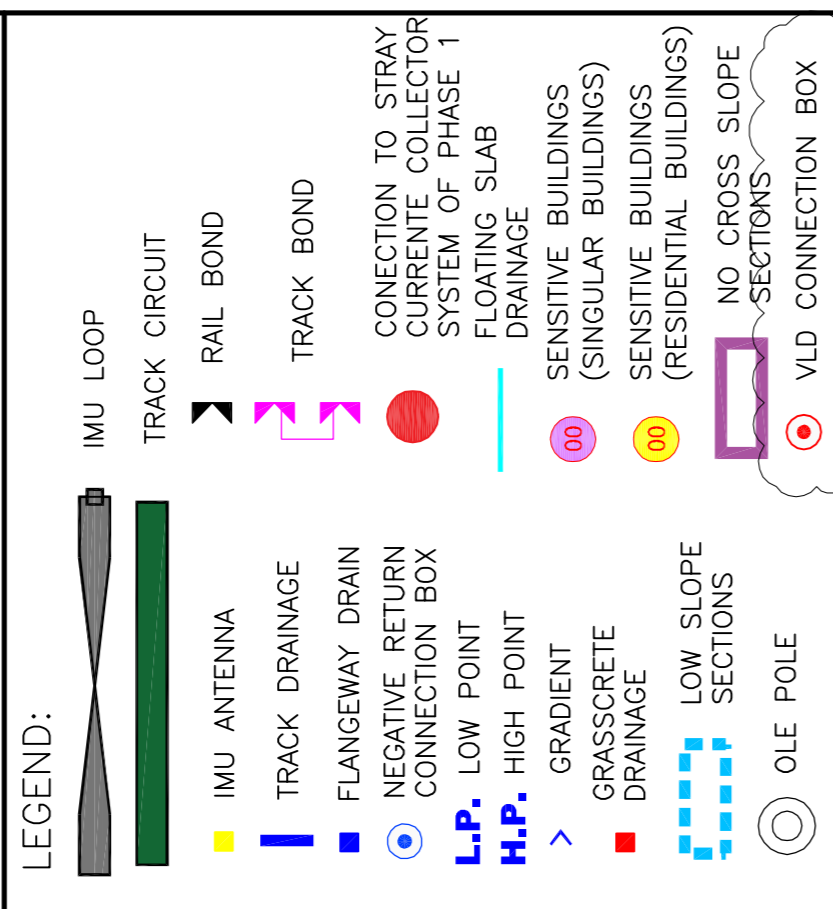 LEGEND:
IMU LOOP
TRACK CIRCUIT
IMU ANTENNA
TRACK DRAINAGE
FLANGEWAY DRAIN
NEGATIVE RETURN
CONNECTION BOX
L.P. LOW POINT
H.P. HIGH POINT
GRADIENT
GRASSCRETE
DRAINAGE
LOW SLOPE
SECTIONS
OLE POLE
RAIL BOND
TRACK BOND
CONECTION TO STRAY
CURRENTE COLLECTOR
SYSTEM OF PHASE 1
FLOATING SLAB
DRAINAGE
00 SENSITIVE BUILDINGS
(SINGULAR BUILDINGS)
00 SENSITIVE BUILDINGS
(RESIDENTIAL BUILDINGS)
NO CROSS SLOPE
SECTIONS
VLD CONNECTION BOX